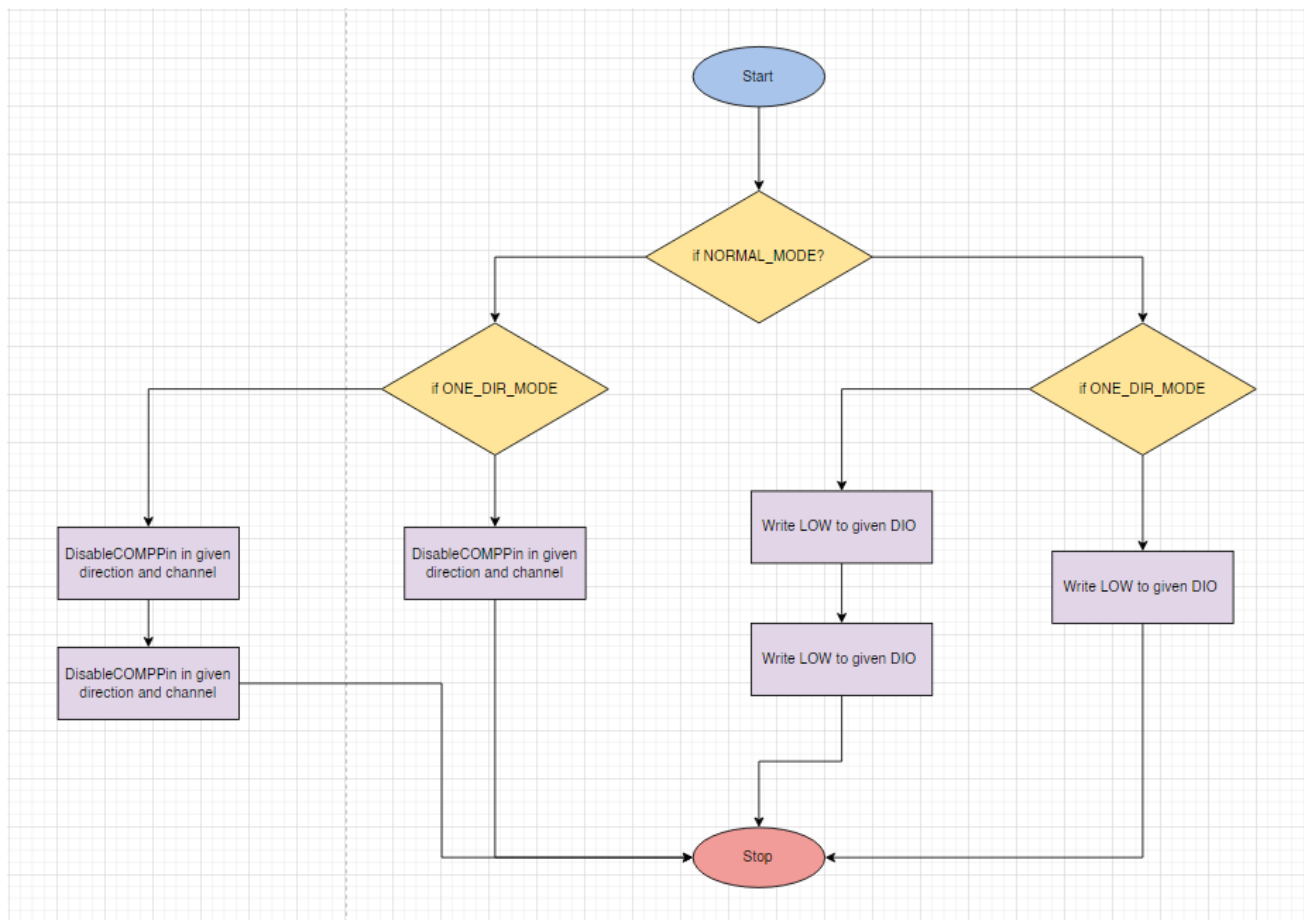 Start
if NORMAL_MODE?
if ONE_DIR_MODE
if ONE_DIR_MODE
DisableCOMPPin in given
direction and channel
DisableCOMPPin in given
direction and channel
Write LOW to given DIO
Write LOW to given DIO
DisableCOMPPin in given
direction and channel
Write LOW to given DIO
Stop